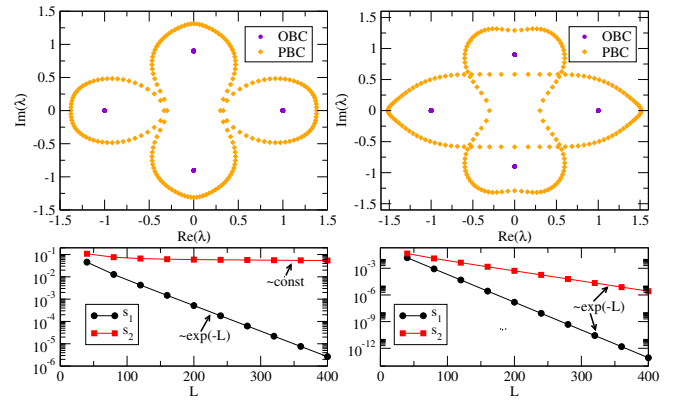 1.5
1
0.5
0
-0.5
-1
-1.5
Im(λ)
OBC
PBC
-1.5 -1 -0.5 0 0.5 1 1.5
Re(λ)
1.5
1
0.5
0
-0.5
-1
-1.5
Im(λ)
OBC
PBC
-1.5 -1 -0.5 0 0.5 1 1.5
Re(λ)
10^-1
10^-2
10^-3
10^-4
10^-5
10^-6
s_1
s_2
~const
~exp(-L)
0 100 200 300 400
L
10^-3
10^-6
10^-9
10^-12
s_1
s_2
~exp(-L)
0 100 200 300 400
L